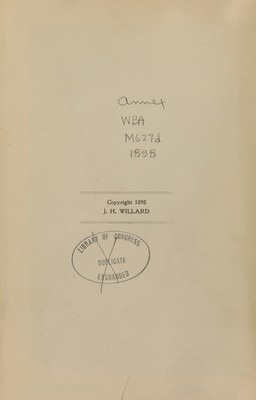 annex
WBA
M627d
1898
Copyright 1898
J. H. WILLARD
LIBRARY OF CONGRESS
DUPLICATE
EXCHANGED